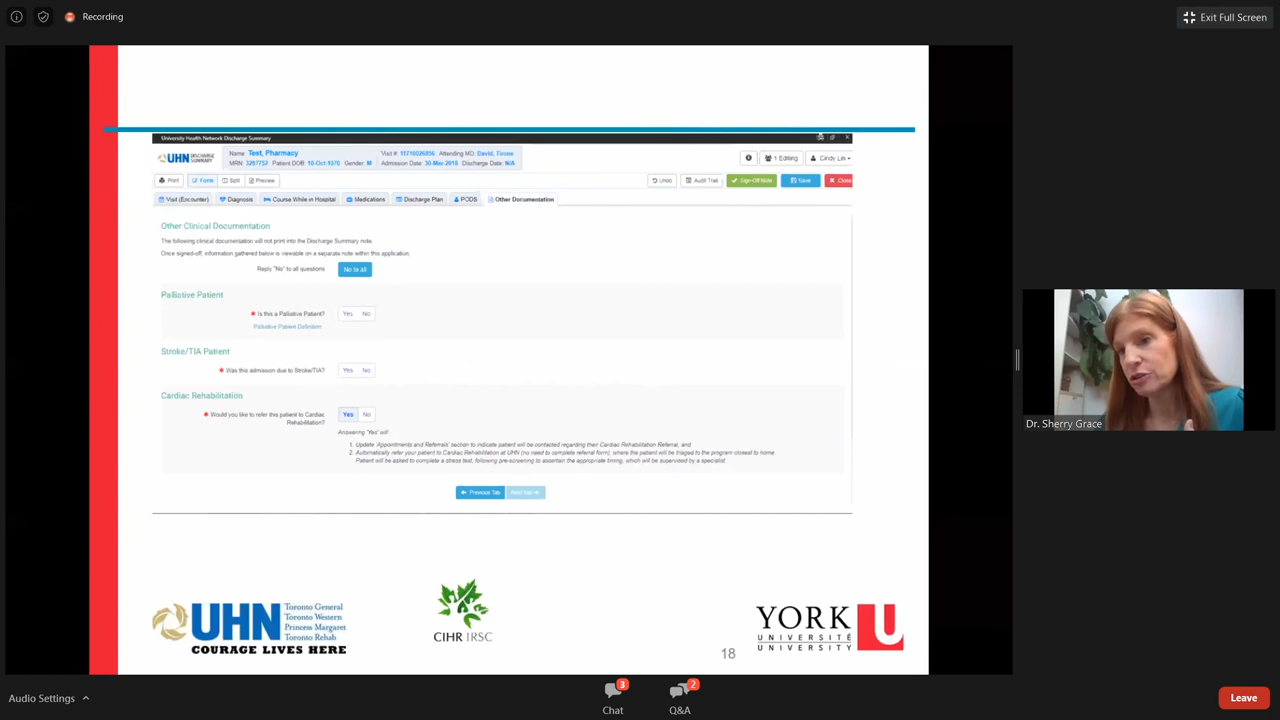 Recording
Exit Full Screen
University Health Network Discharge Summary
UHN DISCHARGE SUMMARY
Name Test, Pharmacy Visit #: 11710026856 Attending MD: David, Tirone
MRN: 3287752 Patient DOB: 10-Oct-1970 Gender: M Admission Date: 30-Mar-2018 Discharge Date: N/A
1 Editing Cindy
Print Form Split Preview Undo Audit Trail Sign-Off Note Save Close
Visit (Encounter) Diagnosis Course While in Hospital Medications Discharge Plan PODS Other Documentation
Other Clinical Documentation
The following clinical documentation will not print into the Discharge Summary note.
Once signed-off, information gathered below is viewable on a separate note within this application.
Reply "No" to all questions No to all
Palliative Patient
* Is this a Palliative Patient? Yes No
Palliative Patient Definition
Stroke/TIA Patient
* Was this admission due to Stroke/TIA? Yes No
Cardiac Rehabilitation
* Would you like to refer this patient to Cardiac Rehabilitation? Yes No
Answering 'Yes' will:
1. Update 'Appointments and Referrals' section to indicate patient will be contacted regarding their Cardiac Rehabilitation Referral, and:
2. Automatically refer your patient to Cardiac Rehabilitation at UHN (no need to complete referral form), where the patient will be triaged to the program closest to home.
Patient will be asked to complete a stress test, following pre-screening to ascertain the appropriate timing, which will be supervised by a specialist.
Previous Tab Next Tab
Dr. Sherry Grace
UHN
Toronto General
Toronto Western
Princess Margaret
Toronto Rehab
COURAGE LIVES HERE
CIHR IRSC
YORK U
UNIVERSITÉ
UNIVERSITY
18
Audio Settings
3
Chat
2
Q&A
Leave